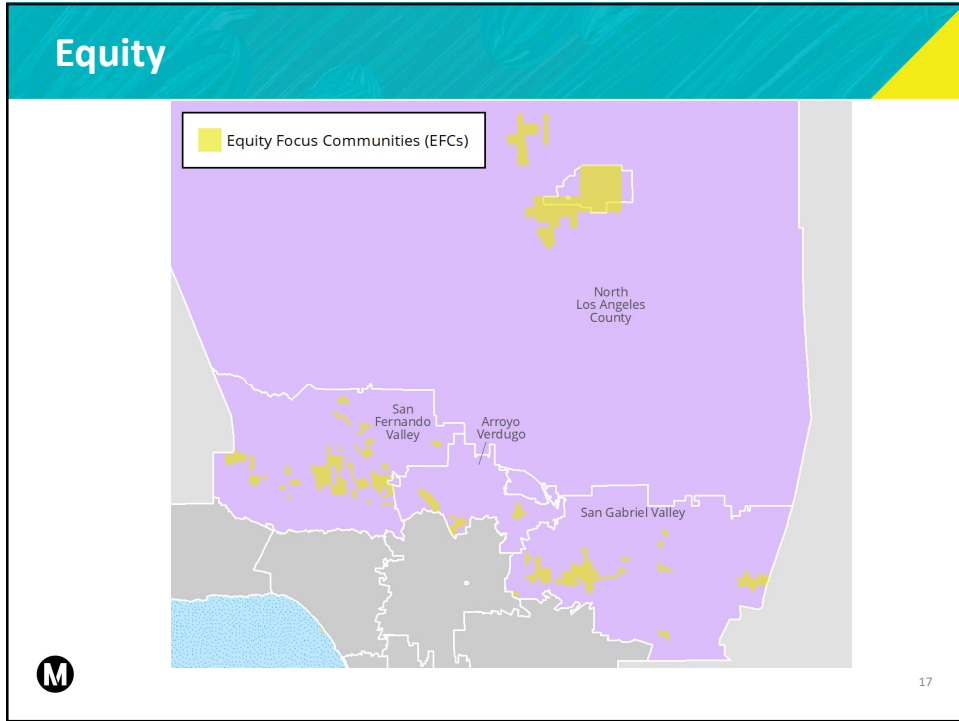 Equity
Equity Focus Communities (EFCs)
North
Los Angeles
County
San
Fernando
Valley
Arroyo
Verdugo
San Gabriel Valley
M
17